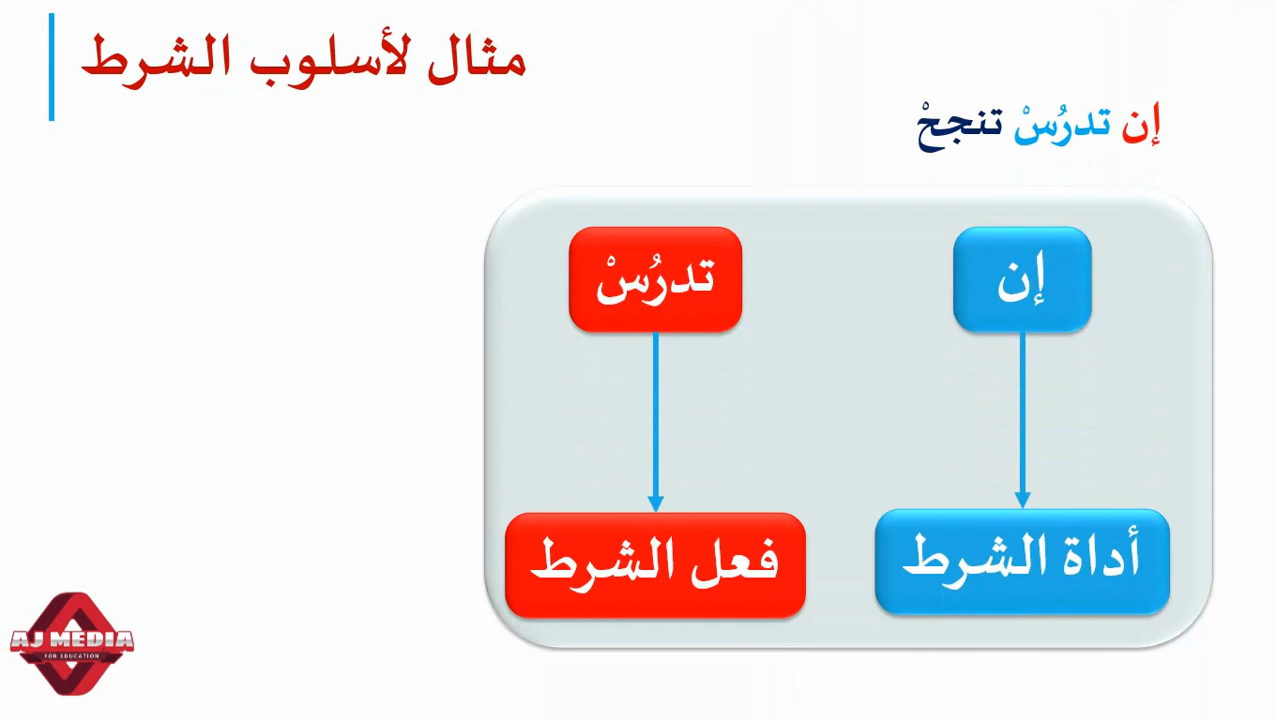 مثال لأسلوب الشرط
إن تدرُسْ تنجحْ
إن
تدرُسْ
أداة الشرط
فعل الشرط
AJ MEDIA
FOR EDUCATION